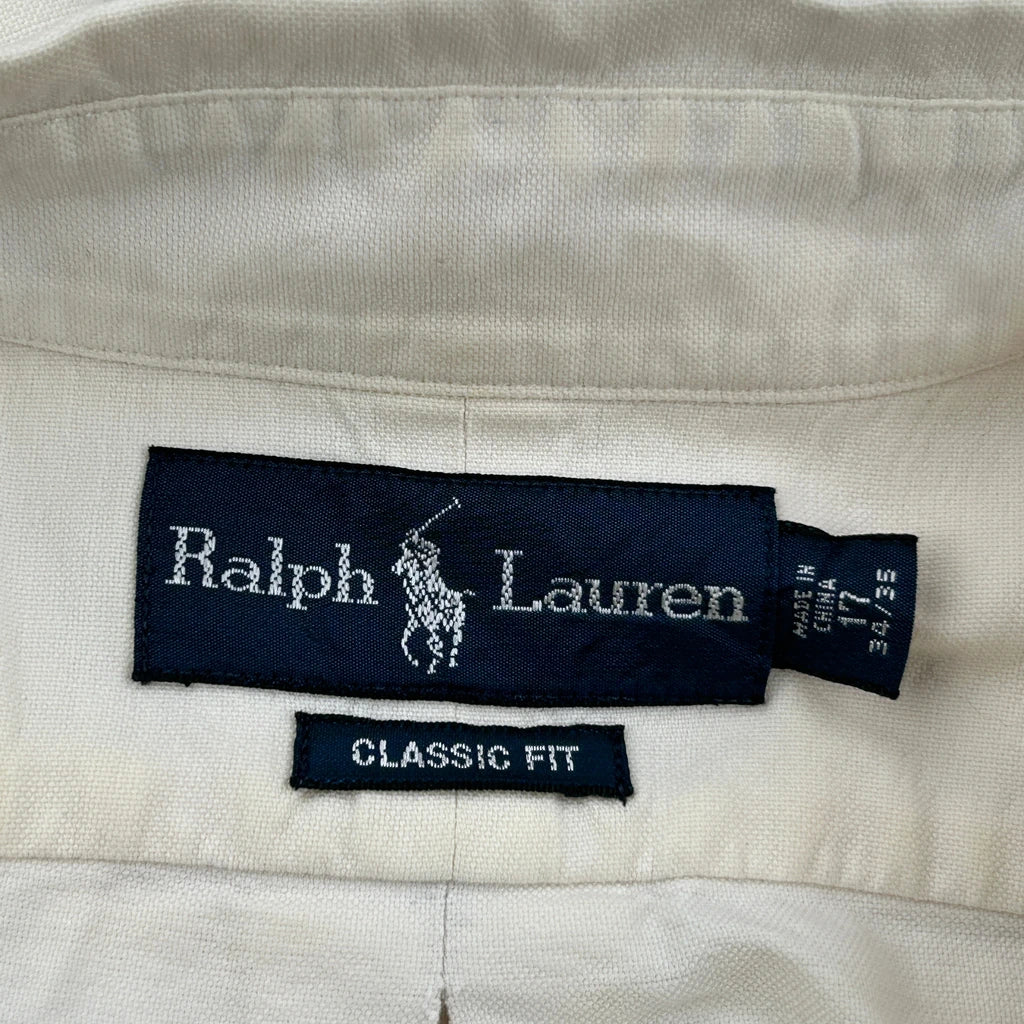 Ralph Lauren
MADE IN
CHINA
17
34/35
CLASSIC FIT